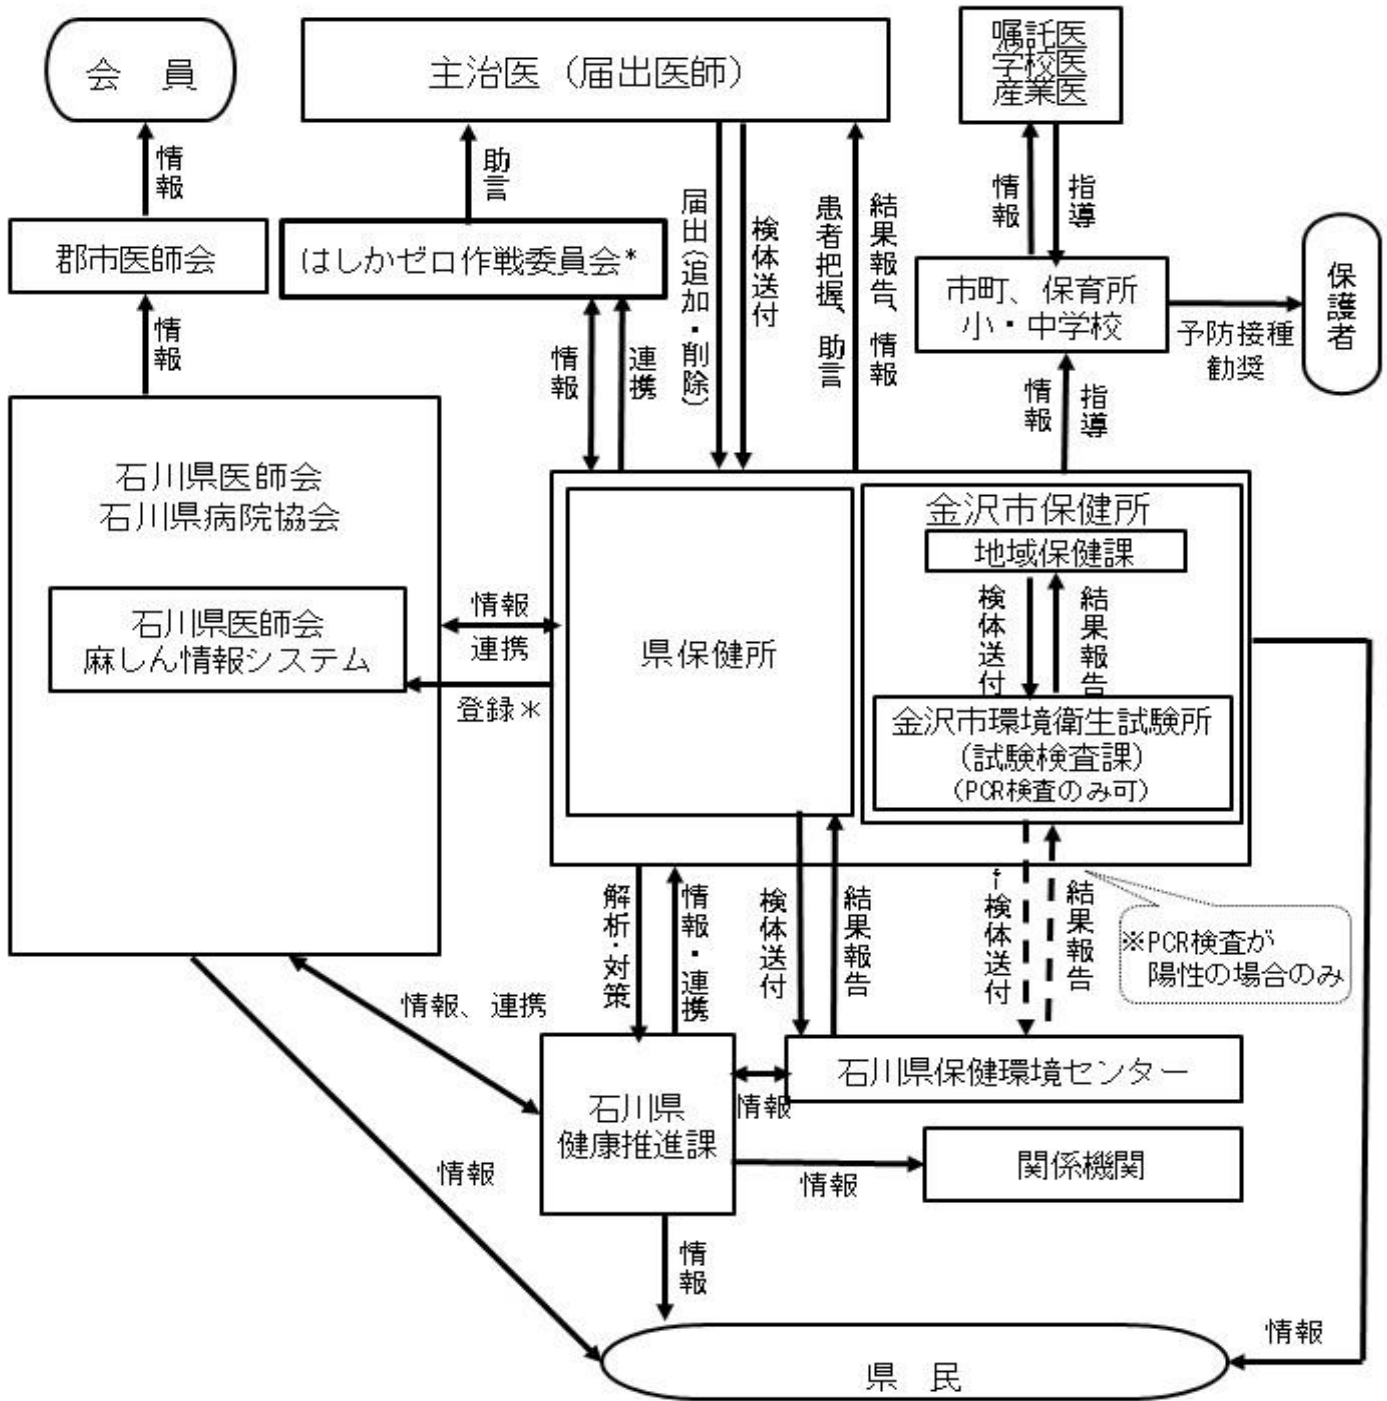 会　員
主治医（届出医師）
嘱託医
学校医
産業医
情報
助言
届出（追加・削除）
検体送付
患者把握、助言
結果報告、情報
情報
指導
郡市医師会
はしかゼロ作戦委員会*
市町、保育所
小・中学校
保護者
予防接種
勧奨
情報
情報
連携
情報
指導
石川県医師会
石川県病院協会
石川県医師会
麻しん情報システム
情報
連携
登録＊
県保健所
金沢市保健所
地域保健課
検体送付
結果報告
金沢市環境衛生試験所
（試験検査課）
（PCR検査のみ可）
解析・対策
情報・連携
検体送付
結果報告
検体送付
結果報告
※PCR検査が
陽性の場合のみ
情報、連携
石川県
健康推進課
情報
石川県保健環境センター
情報
関係機関
情報
情報
情報
県　民